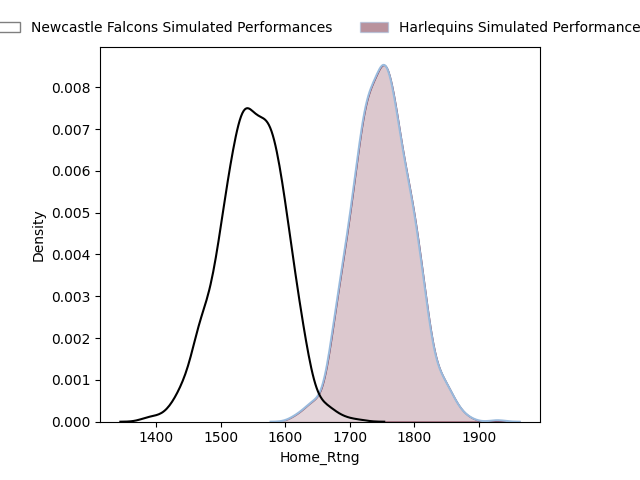 Newcastle Falcons Simulated Performances Harlequins Simulated Performance
0.008
0.007
0.006
0.005
0.004
0.003
0.002
0.001
0.000
Density
1400 1500 1600 1700 1800 1900
Home_Rtng